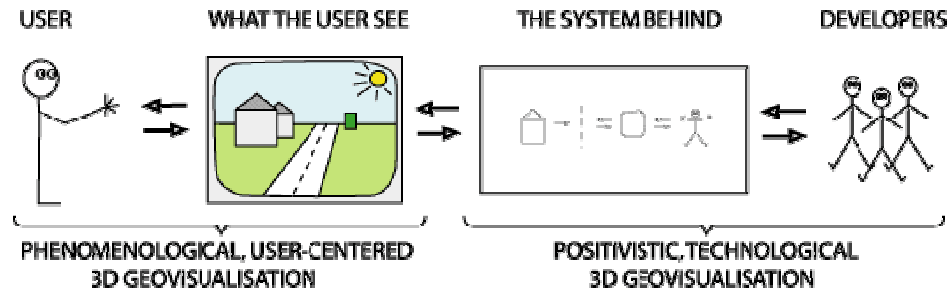 USER
WHAT THE USER SEE
THE SYSTEM BEHIND
DEVELOPERS
PHENOMENOLOGICAL, USER-CENTERED
3D GEOVISUALISATION
POSITIVISTIC, TECHNOLOGICAL
3D GEOVISUALISATION